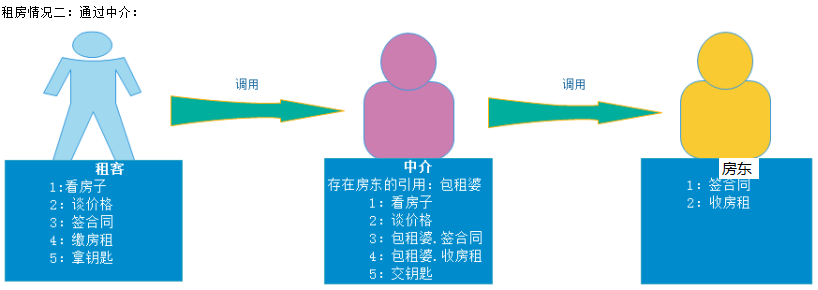 租房情况二：通过中介：
调用
调用
租客
1:看房子
2：谈价格
3：签合同
4：缴房租
5：拿钥匙
中介
存在房东的引用：包租婆
1：看房子
2：谈价格
3：包租婆.签合同
4：包租婆.收房租
5：交钥匙
房东
1：签合同
2：收房租